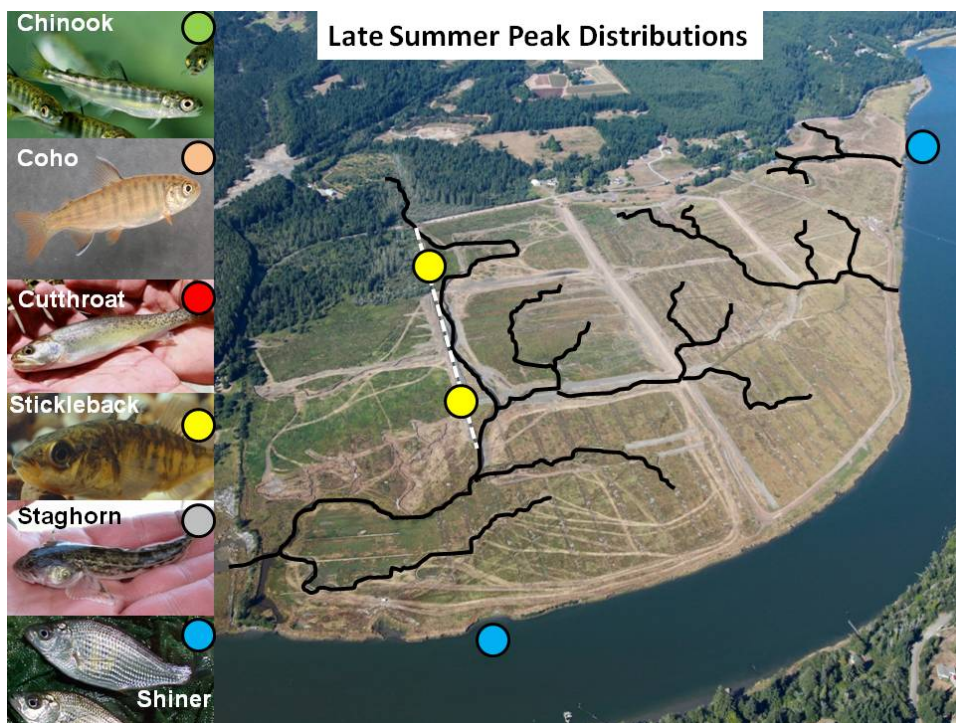 Late Summer Peak Distributions
Chinook
Coho
Cutthroat
Stickleback
Staghorn
Shiner